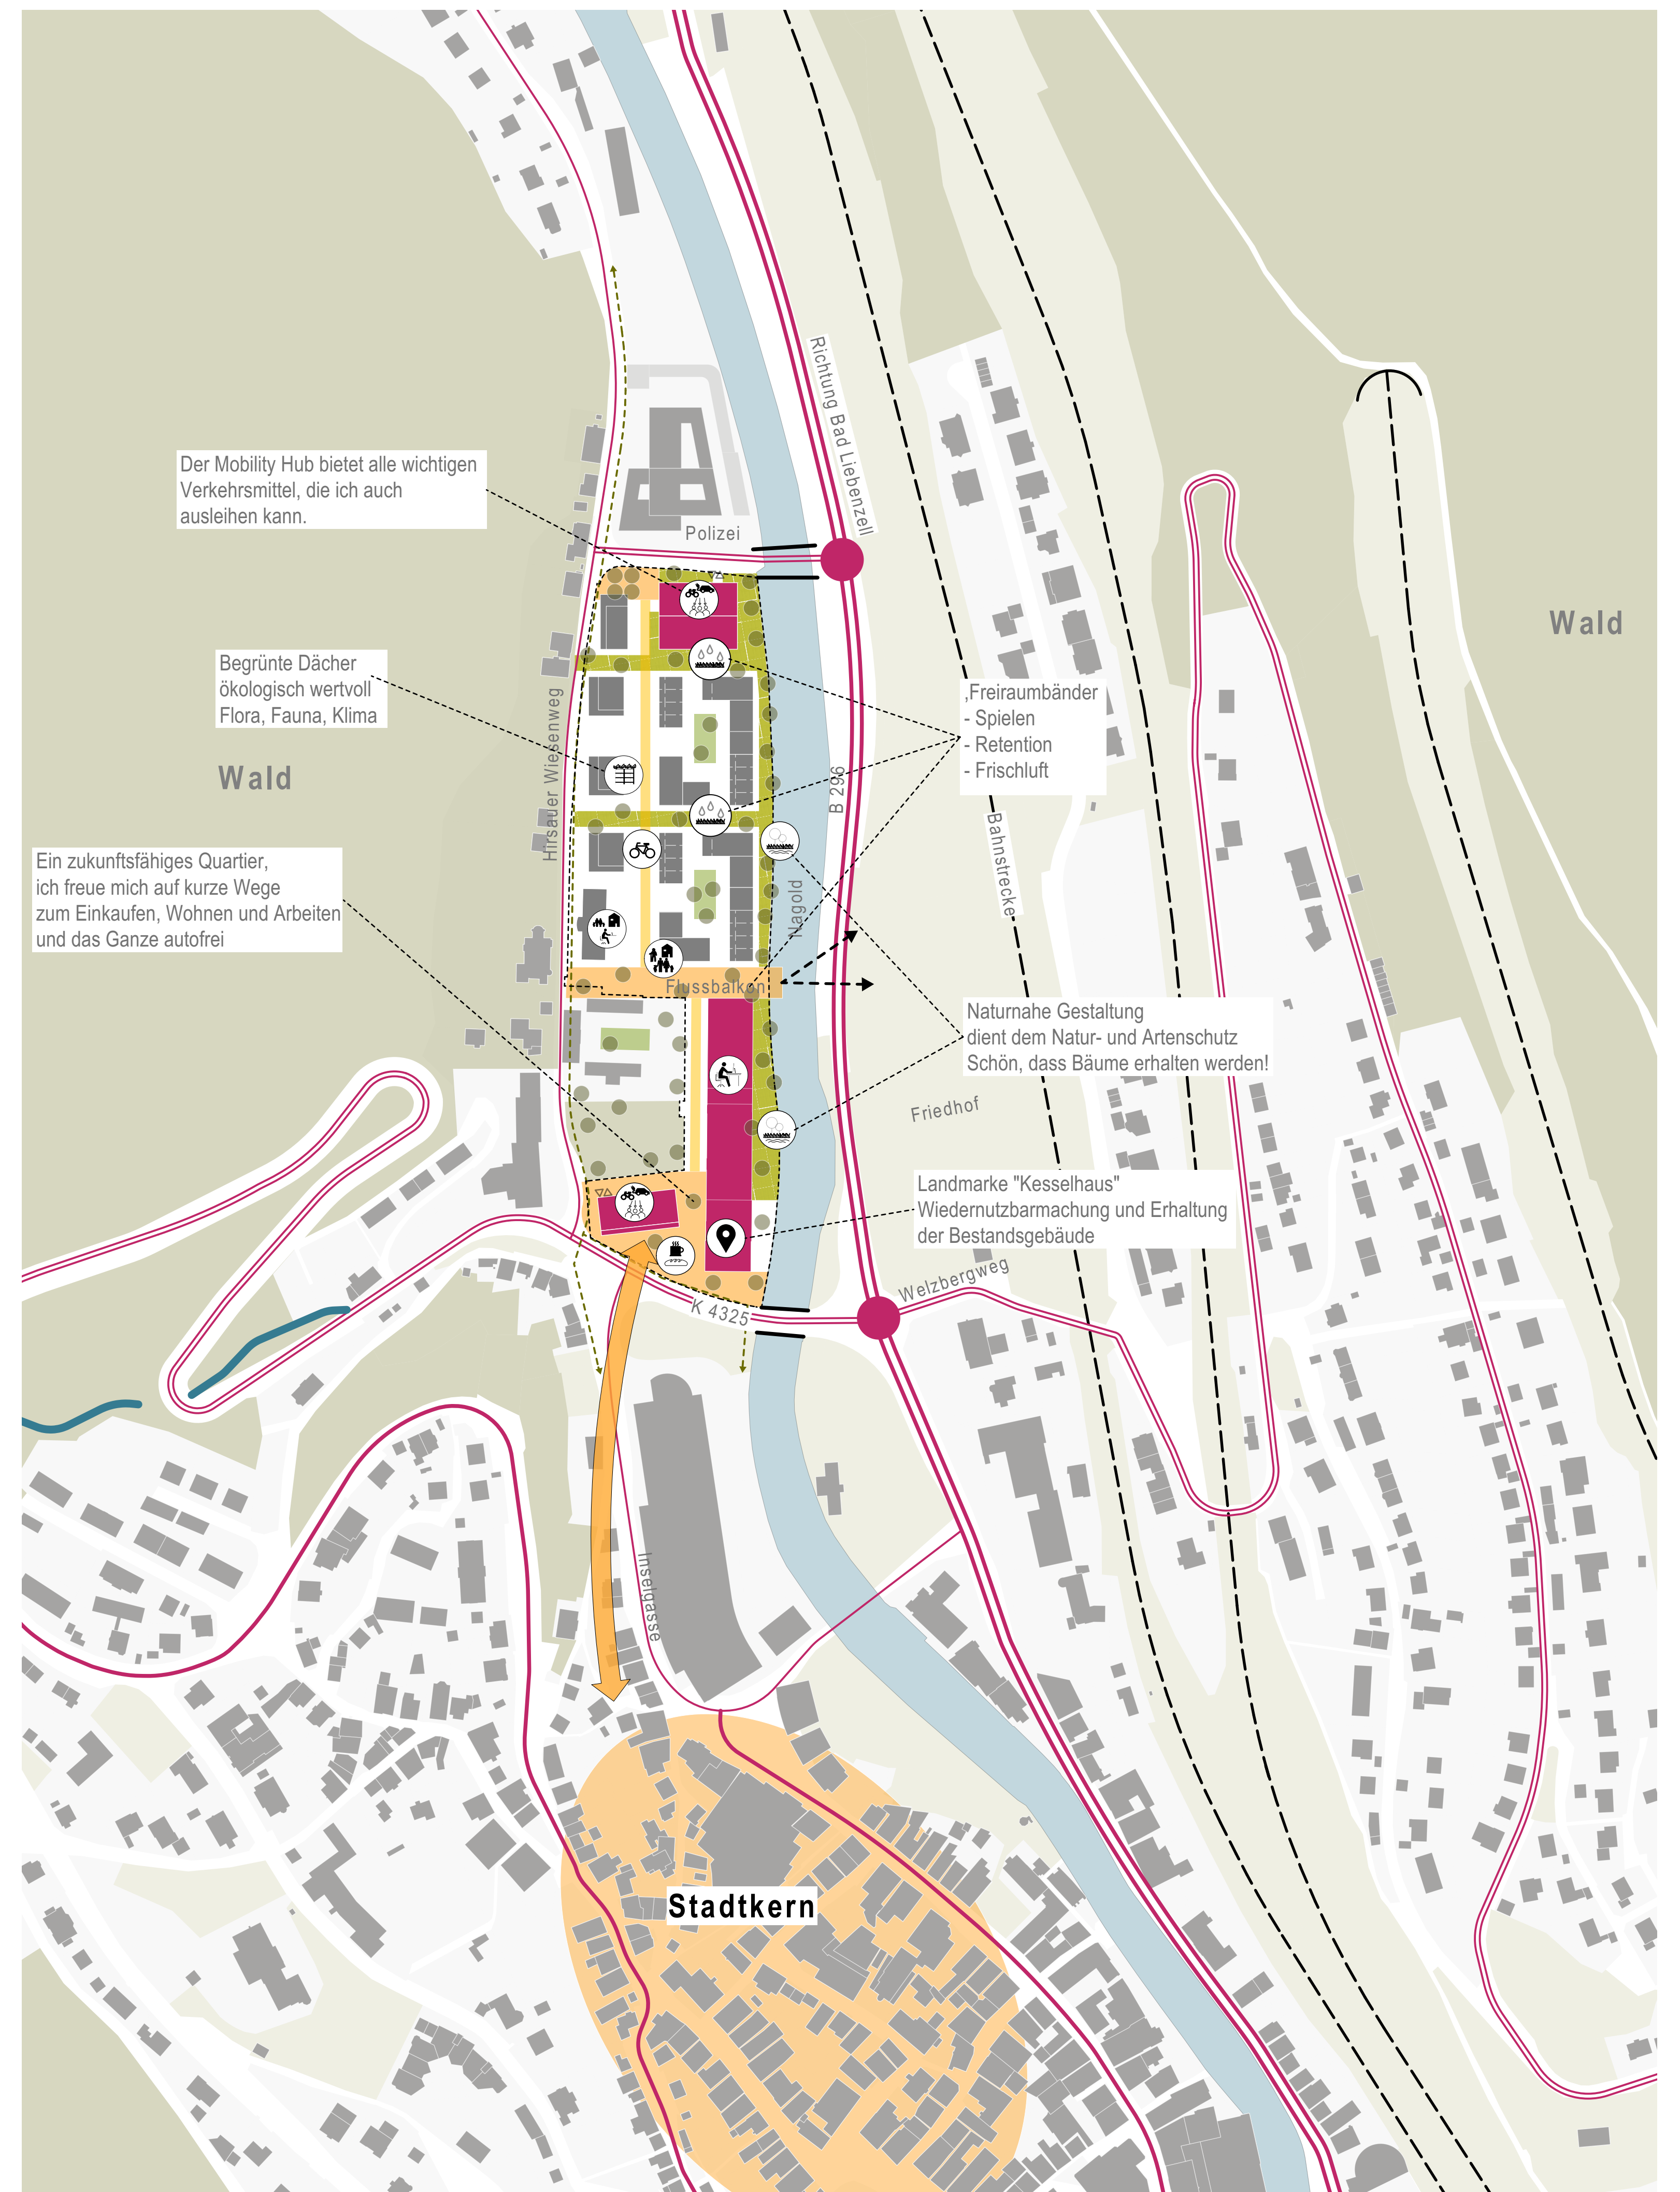 Richtung Bad Liebenzell
Der Mobility Hub bietet alle wichtigen
Verkehrsmittel, die ich auch
ausleihen kann.
Polizei
Wald
Begrünte Dächer
ökologisch wertvoll
Flora, Fauna, Klima
Hirsauer Wiesenweg
‚Freiraumbänder
- Spielen
- Retention
- Frischluft
Wald
B 296
Bahnstrecke
Ein zukunftsfähiges Quartier,
ich freue mich auf kurze Wege
zum Einkaufen, Wohnen und Arbeiten
und das Ganze autofrei
Nagold
Flussbalkon
Naturnahe Gestaltung
dient dem Natur- und Artenschutz
Schön, dass Bäume erhalten werden!
Friedhof
Landmarke "Kesselhaus"
Wiedernutzbarmachung und Erhaltung
der Bestandsgebäude
Welzbergweg
K 4325
Inselgasse
Stadtkern